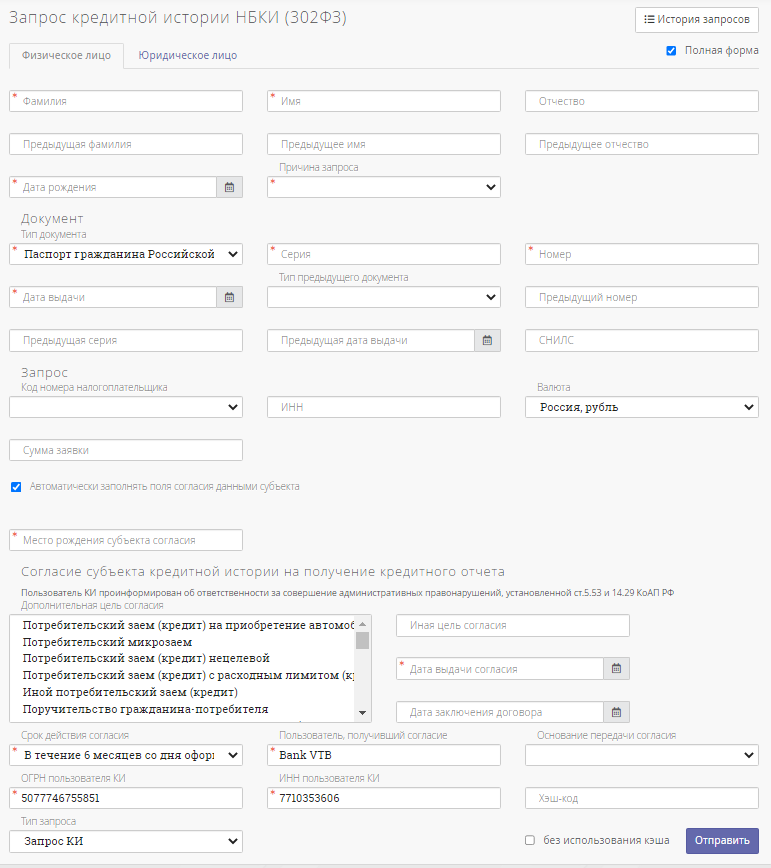 Запрос кредитной истории НБКИ (302ФЗ)
История запросов
Физическое лицо
Юридическое лицо
Полная форма
* Фамилия
* Имя
Отчество
Предыдущая фамилия
Предыдущее имя
Предыдущее отчество
Причина запроса
* Дата рождения
*
Документ
Тип документа
* Паспорт гражданина Российской
* Серия
* Номер
Тип предыдущего документа
* Дата выдачи
Предыдущий номер
Предыдущая серия
Предыдущая дата выдачи
СНИЛС
Запрос
Код номера налогоплательщика
Валюта
ИНН
Россия, рубль
Сумма заявки
Автоматически заполнять поля согласия данными субъекта
* Место рождения субъекта согласия
Согласие субъекта кредитной истории на получение кредитного отчета
Пользователь КИ проинформирован об ответственности за совершение административных правонарушений, установленной ст.5.53 и 14.29 КоАП РФ
Дополнительная цель согласия
Потребительский заем (кредит) на приобретение автомоб
Потребительский микрозаем
Потребительский заем (кредит) нецелевой
Потребительский заем (кредит) с расходным лимитом (к
Иной потребительский заем (кредит)
Поручительство гражданина-потребителя
Иная цель согласия
* Дата выдачи согласия
Дата заключения договора
Срок действия согласия
Пользователь, получивший согласие
Основание передачи согласия
* В течение 6 месяцев со дня офор
* Bank VTB
ОГРН пользователя КИ
ИНН пользователя КИ
* 5077746755851
* 7710353606
Хэш-код
Тип запроса
Запрос КИ
без использования кэша
Отправить